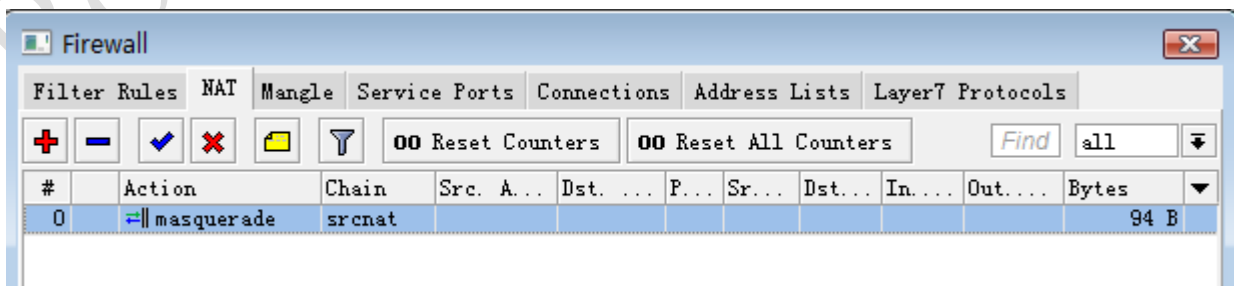 Firewall
Filter Rules NAT Mangle Service Ports Connections Address Lists Layer7 Protocols
00 Reset Counters 00 Reset All Counters Find all
# Action Chain Src. A... Dst. ... P... Sr... Dst... In.... Out.... Bytes
0 masquerade srcnat 94 B